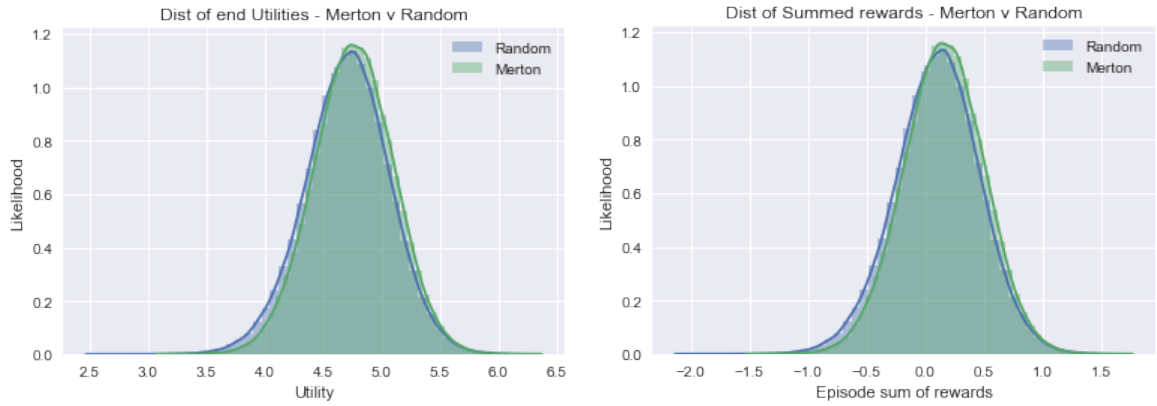 Dist of end Utilities - Merton v Random
1.2
1.0
0.8
0.6
0.4
0.2
0.0
Likelihood
Random
Merton
2.5 3.0 3.5 4.0 4.5 5.0 5.5 6.0 6.5
Utility
Dist of Summed rewards - Merton v Random
1.2
1.0
0.8
0.6
0.4
0.2
0.0
Likelihood
Random
Merton
−2.0 −1.5 −1.0 −0.5 0.0 0.5 1.0 1.5
Episode sum of rewards